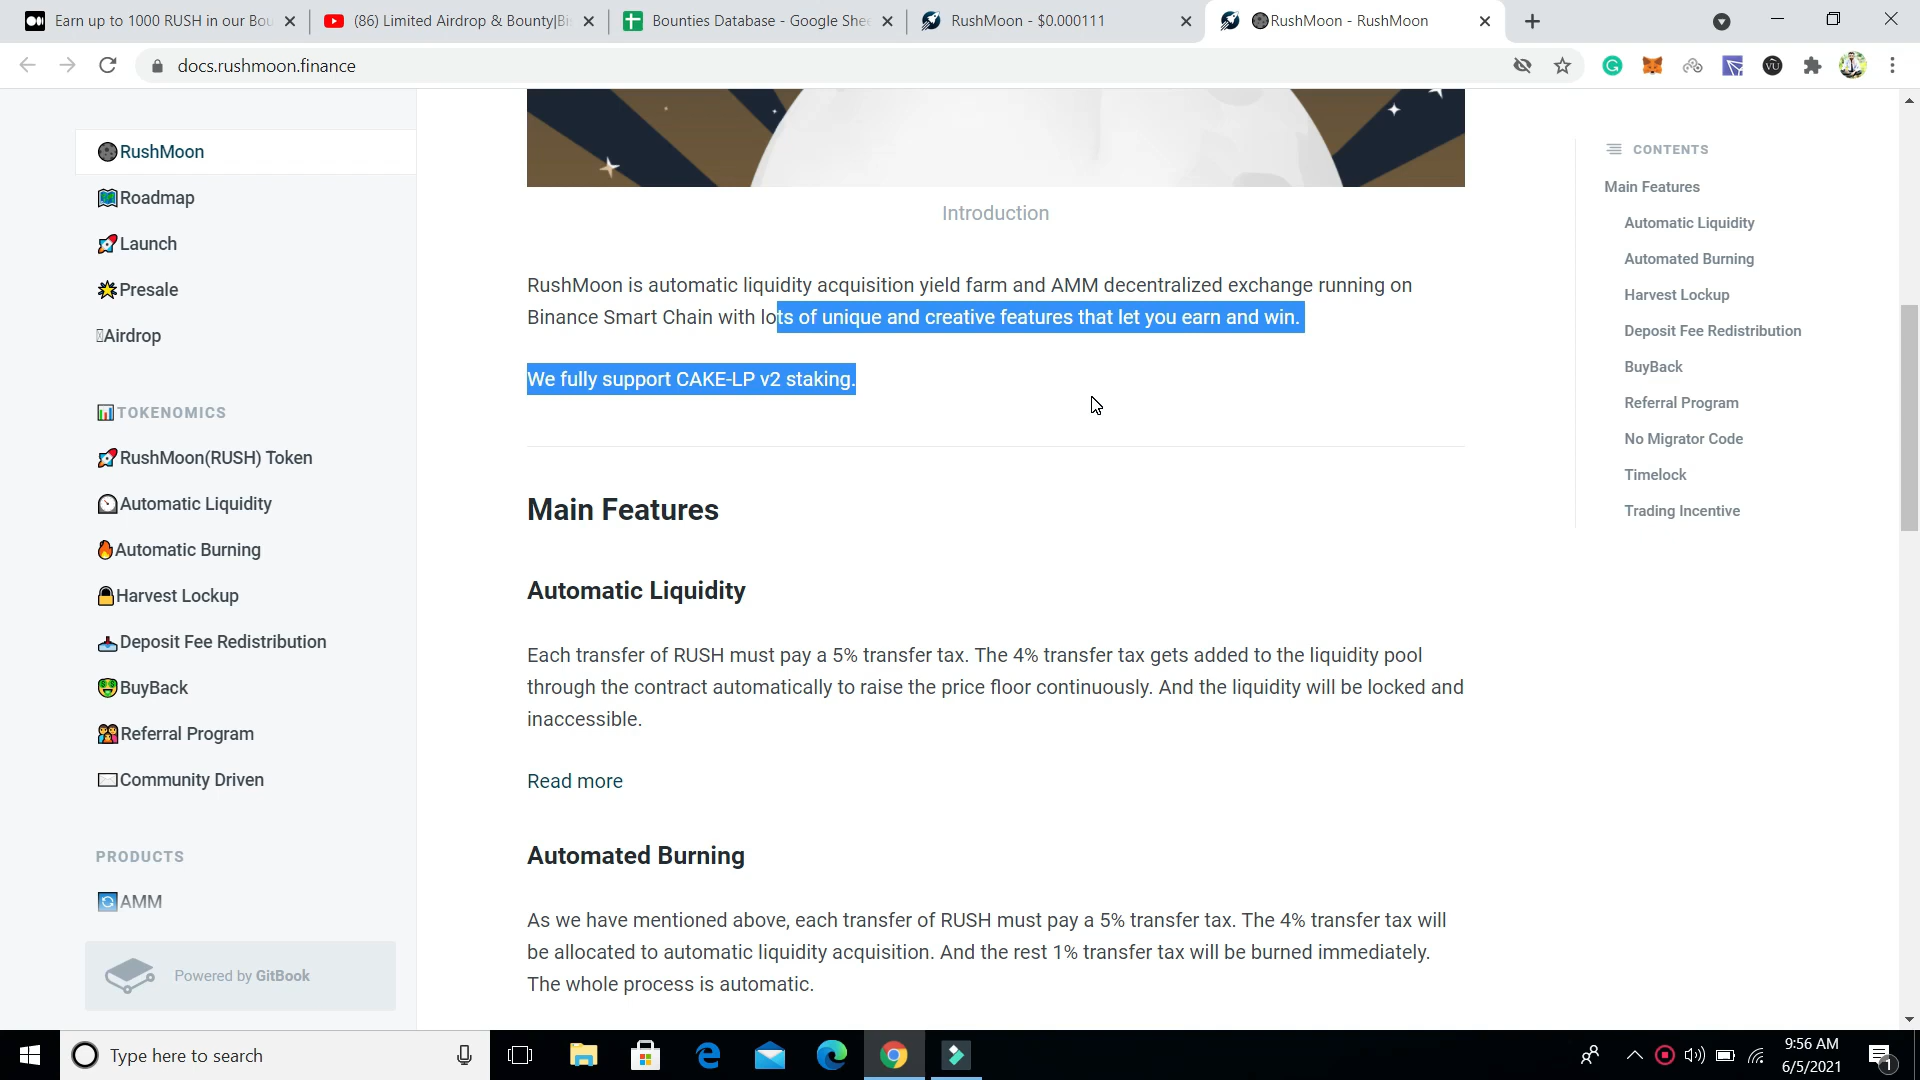 Earn up to 1000 RUSH in our Bou
(86) Limited Airdrop & Bounty|Bi
Bounties Database - Google Shee
RushMoon - $0.000111
RushMoon - RushMoon
docs.rushmoon.finance
RushMoon
Roadmap
Launch
Presale
Airdrop
TOKENOMICS
RushMoon(RUSH) Token
Automatic Liquidity
Automatic Burning
Harvest Lockup
Deposit Fee Redistribution
BuyBack
Referral Program
Community Driven
PRODUCTS
AMM
Powered by GitBook
Introduction
RushMoon is automatic liquidity acquisition yield farm and AMM decentralized exchange running on
Binance Smart Chain with lots of unique and creative features that let you earn and win.
We fully support CAKE-LP v2 staking.
Main Features
Automatic Liquidity
Each transfer of RUSH must pay a 5% transfer tax. The 4% transfer tax gets added to the liquidity pool
through the contract automatically to raise the price floor continuously. And the liquidity will be locked and
inaccessible.
Read more
Automated Burning
As we have mentioned above, each transfer of RUSH must pay a 5% transfer tax. The 4% transfer tax will
be allocated to automatic liquidity acquisition. And the rest 1% transfer tax will be burned immediately.
The whole process is automatic.
CONTENTS
Main Features
Automatic Liquidity
Automated Burning
Harvest Lockup
Deposit Fee Redistribution
BuyBack
Referral Program
No Migrator Code
Timelock
Trading Incentive
Type here to search
9:56 AM
6/5/2021
1